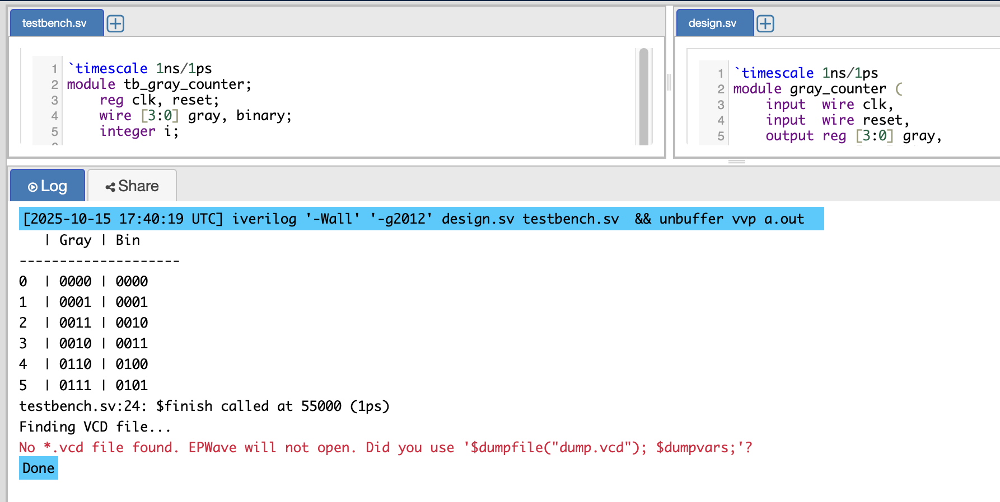 testbench.sv
1 `timescale 1ns/1ps
2 module tb_gray_counter;
3     reg clk, reset;
4     wire [3:0] gray, binary;
5     integer i;
design.sv
1 `timescale 1ns/1ps
2 module gray_counter (
3     input  wire clk,
4     input  wire reset,
5     output reg [3:0] gray,
Log
Share
[2025-10-15 17:40:19 UTC] iverilog '-Wall' '-g2012' design.sv testbench.sv  && unbuffer vvp a.out
   | Gray | Bin
--------------------
0  | 0000 | 0000
1  | 0001 | 0001
2  | 0011 | 0010
3  | 0010 | 0011
4  | 0110 | 0100
5  | 0111 | 0101
testbench.sv:24: $finish called at 55000 (1ps)
Finding VCD file...
No *.vcd file found. EPWave will not open. Did you use '$dumpfile("dump.vcd"); $dumpvars;'?
Done